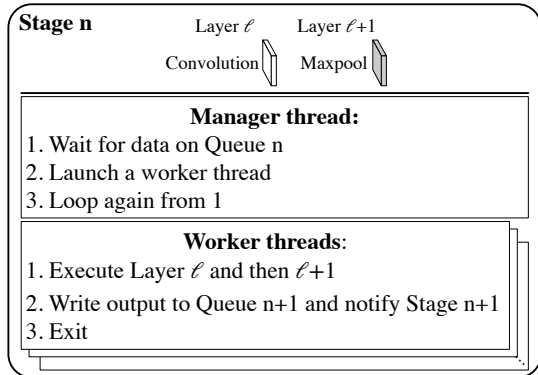 Stage n
Layer ℓ Layer ℓ+1
Convolution Maxpool
Manager thread:
1. Wait for data on Queue n
2. Launch a worker thread
3. Loop again from 1
Worker threads:
1. Execute Layer ℓ and then ℓ+1
2. Write output to Queue n+1 and notify Stage n+1
3. Exit